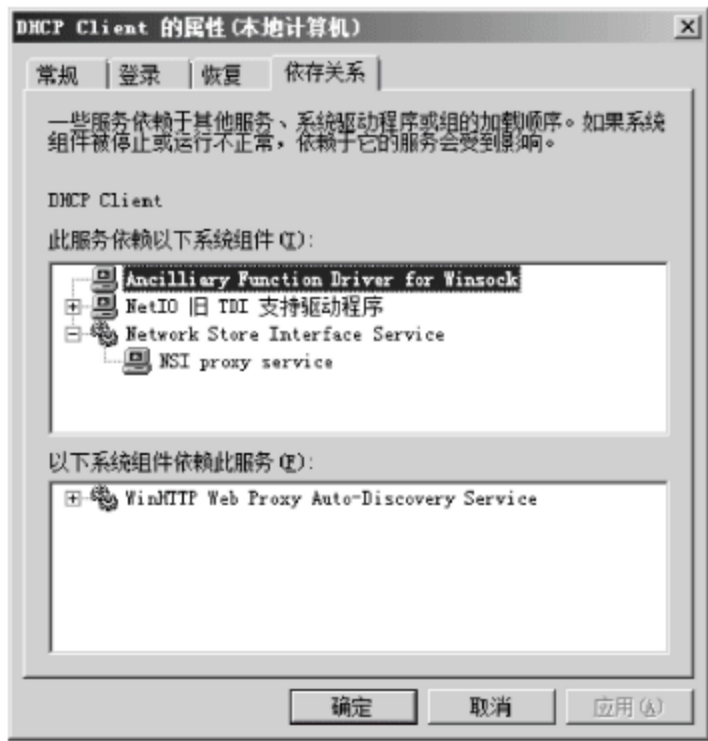 DHCP Client 的属性(本地计算机)
常规 登录 恢复 依存关系
一些服务依赖于其他服务、系统驱动程序或组的加载顺序。如果系统
组件被停止或运行不正常，依赖于它的服务会受到影响。
DHCP Client
此服务依赖以下系统组件(I):
Ancilliary Function Driver for Winsock
NetIO 旧 TDI 支持驱动程序
Network Store Interface Service
NSI proxy service
以下系统组件依赖此服务(F):
WinHTTP Web Proxy Auto-Discovery Service
确定 取消 应用(A)